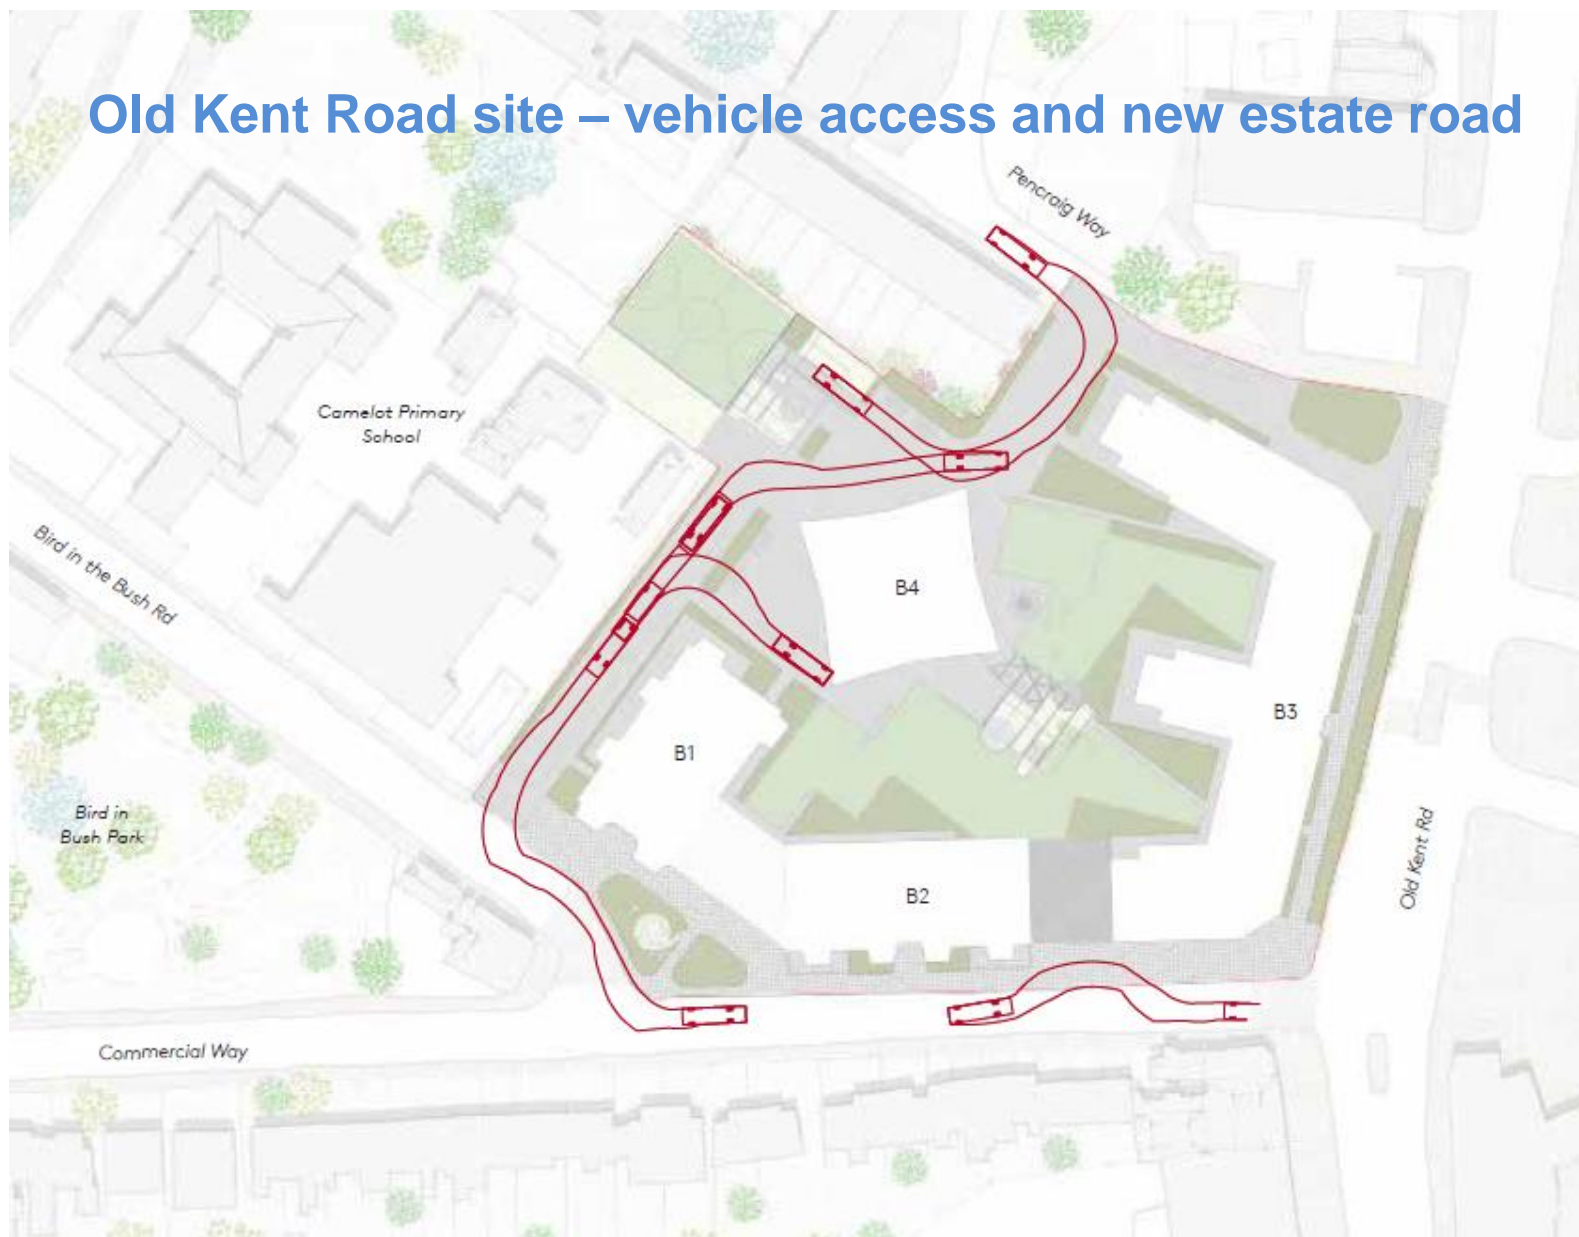 Old Kent Road site – vehicle access and new estate road
Pencraig Way
Camelot Primary
School
Bird in the Bush Rd
B4
B3
B1
Bird in
Bush Park
Old Kent Rd
B2
Commercial Way